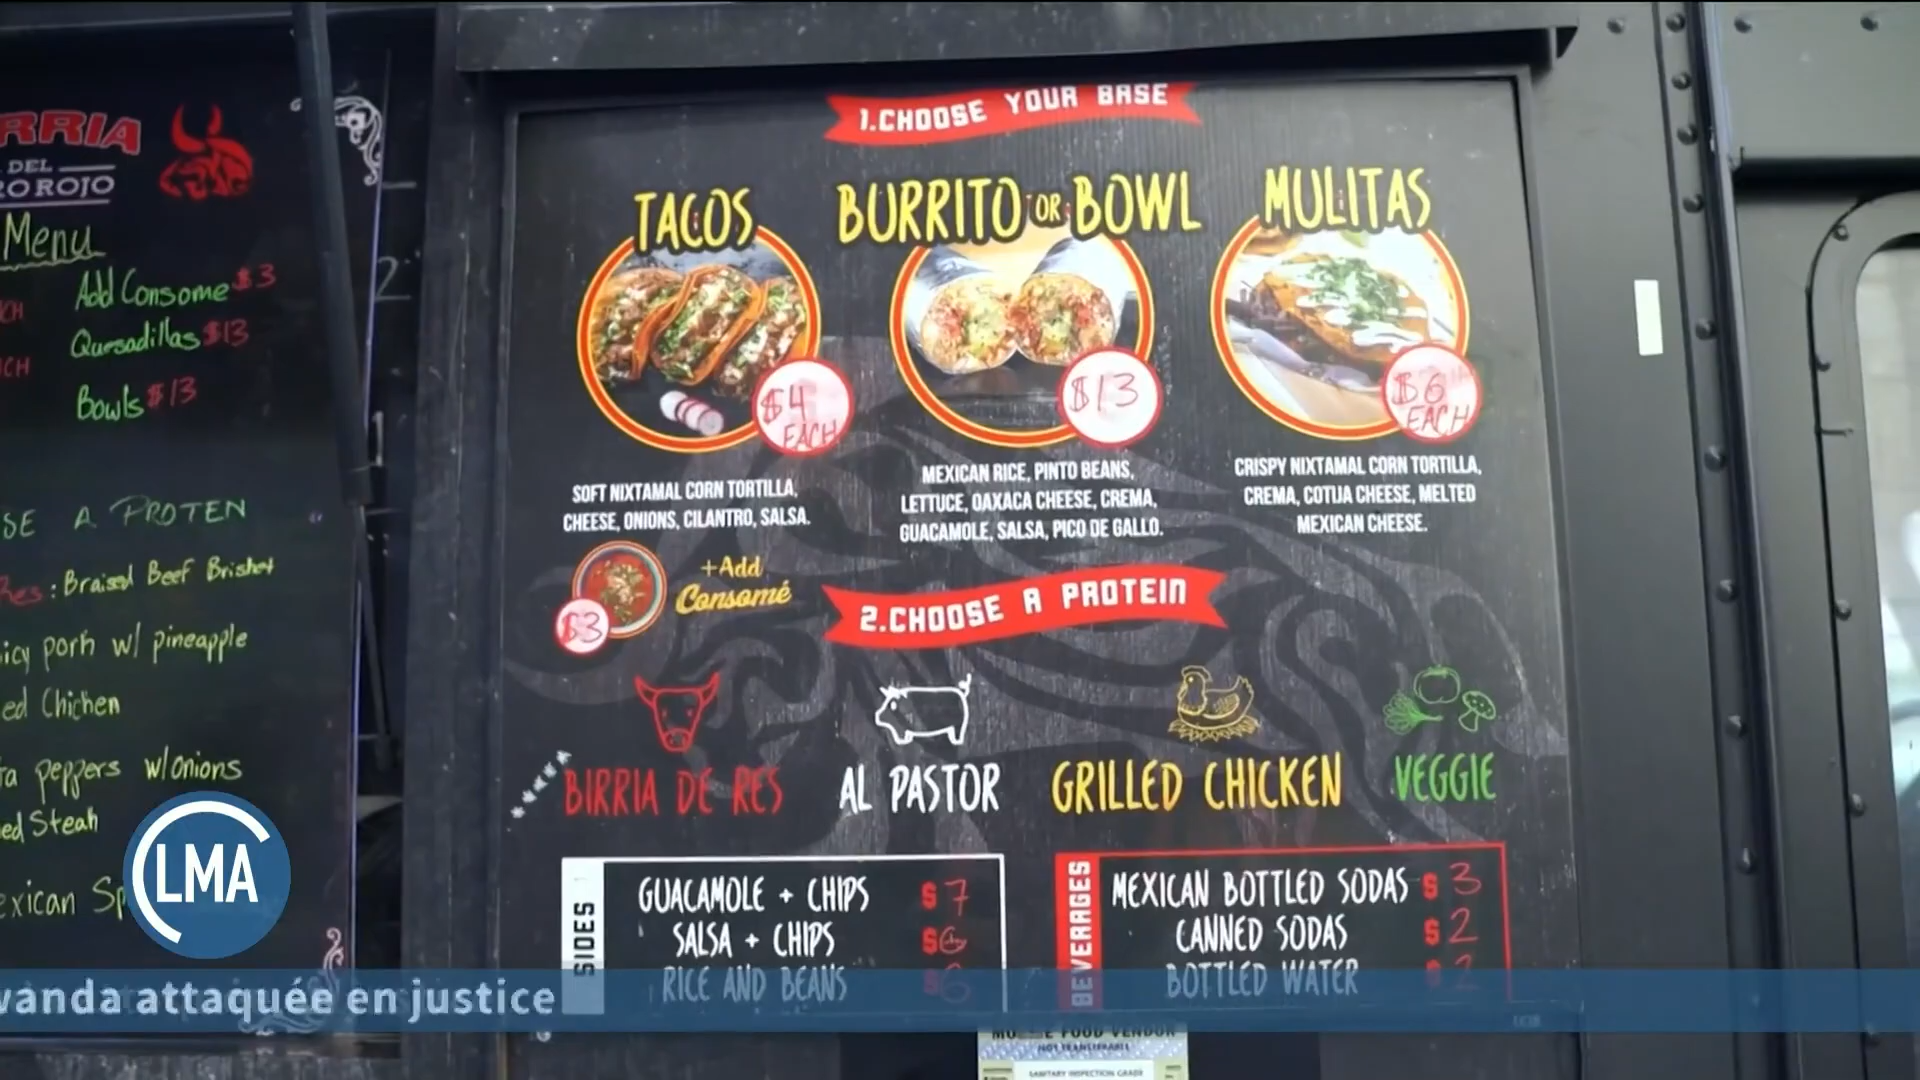 RRIA
DEL
RO ROJO
Menu
CH
Add Consome $3
Quesadillas $13
CH
Bowls $13
SE A PROTEN
Res: Braised Beef Brisket
icy pork w/ pineapple
ed Chicken
ta peppers w/onions
ed Steak
exican Sp
1.CHOOSE YOUR BASE
TACOS
$4 EACH
SOFT NIXTAMAL CORN TORTILLA,
CHEESE, ONIONS, CILANTRO, SALSA.
+Add
Consomé
$3
BURRITO OR BOWL
$13
MEXICAN RICE, PINTO BEANS,
LETTUCE, OAXACA CHEESE, CREMA,
GUACAMOLE, SALSA, PICO DE GALLO.
MULITAS
$6 EACH
CRISPY NIXTAMAL CORN TORTILLA,
CREMA, COTIJA CHEESE, MELTED
MEXICAN CHEESE.
2.CHOOSE A PROTEIN
BIRRIA DE RES
AL PASTOR
GRILLED CHICKEN
VEGGIE
SIDES
GUACAMOLE + CHIPS $7
SALSA + CHIPS $6
RICE AND BEANS $6
BEVERAGES
MEXICAN BOTTLED SODAS $3
CANNED SODAS $2
BOTTLED WATER $2
LMA
wanda attaquée en justice
FOOD VENDOR
NOT TRANSFERABLE
SANITARY INSPECTION GRADE